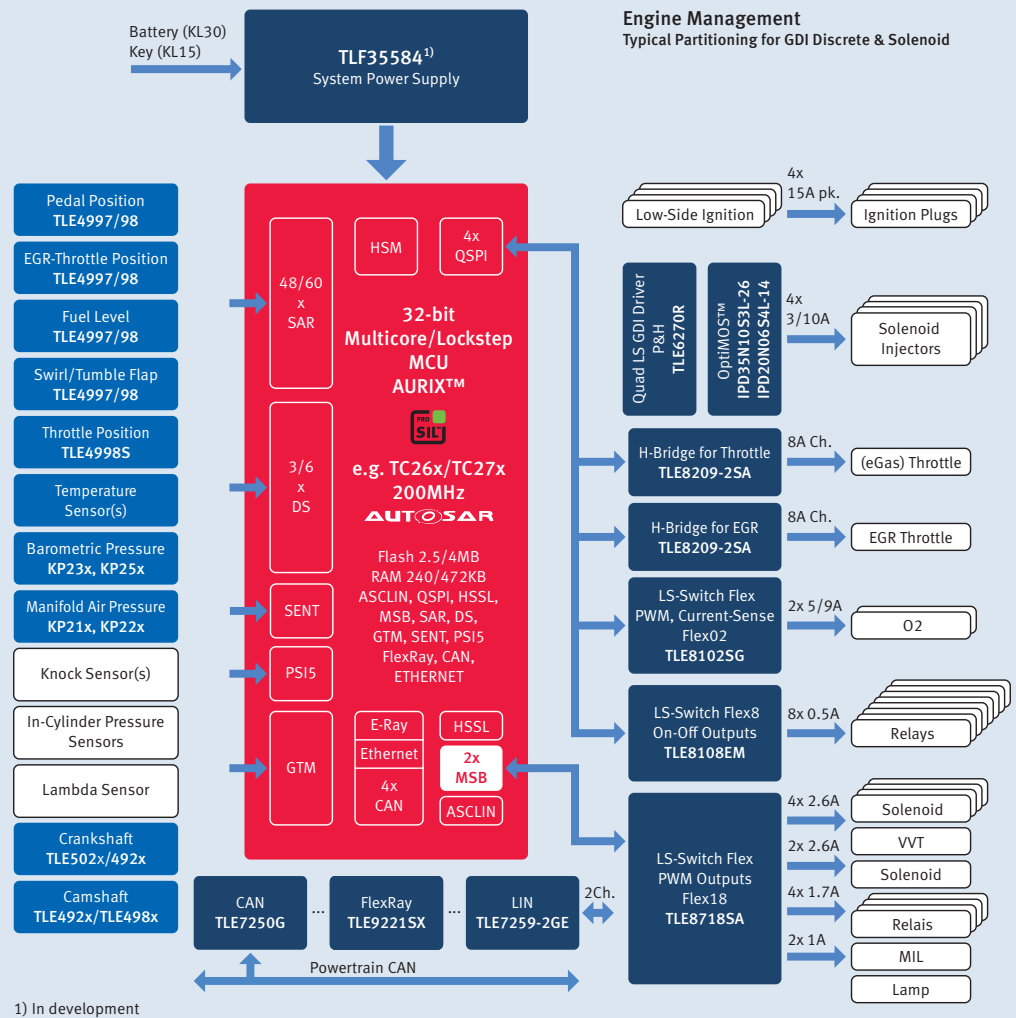 Engine Management
Typical Partitioning for GDI Discrete & Solenoid
Battery (KL30)
Key (KL15)
TLF35584¹⁾
System Power Supply
Pedal Position
TLE4997/98
EGR-Throttle Position
TLE4997/98
Fuel Level
TLE4997/98
Swirl/Tumble Flap
TLE4997/98
Throttle Position
TLE4998S
Temperature
Sensor(s)
Barometric Pressure
KP23x, KP25x
Manifold Air Pressure
KP21x, KP22x
Knock Sensor(s)
In-Cylinder Pressure
Sensors
Lambda Sensor
Crankshaft
TLE502x/492x
Camshaft
TLE492x/TLE498x
48/60
x
SAR
3/6
x
DS
SENT
PSI5
GTM
HSM
4x
QSPI
32-bit
Multicore/Lockstep
MCU
AURIX™
PRO
SIL™
e.g. TC26x/TC27x
200MHz
AUTOSAR
Flash 2.5/4MB
RAM 240/472KB
ASCLIN, QSPI, HSSL,
MSB, SAR, DS,
GTM, SENT, PSI5
FlexRay, CAN,
ETHERNET
E-Ray
Ethernet
4x
CAN
HSSL
2x
MSB
ASCLIN
Low-Side Ignition
4x
15A pk.
Ignition Plugs
Quad LS GDI Driver
P&H
TLE6270R
OptiMOS™
IPD35N10S3L-26
IPD20N06S4L-14
4x
3/10A
Solenoid
Injectors
H-Bridge for Throttle
TLE8209-2SA
8A Ch.
(eGas) Throttle
H-Bridge for EGR
TLE8209-2SA
8A Ch.
EGR Throttle
LS-Switch Flex
PWM, Current-Sense
Flex02
TLE8102SG
2x 5/9A
O2
LS-Switch Flex8
On-Off Outputs
TLE8108EM
8x 0.5A
Relays
LS-Switch Flex
PWM Outputs
Flex18
TLE8718SA
4x 2.6A
Solenoid
VVT
2x 2.6A
Solenoid
4x 1.7A
Relais
2x 1A
MIL
Lamp
CAN
TLE7250G
...
FlexRay
TLE9221SX
...
LIN
TLE7259-2GE
2Ch.
Powertrain CAN
1) In development